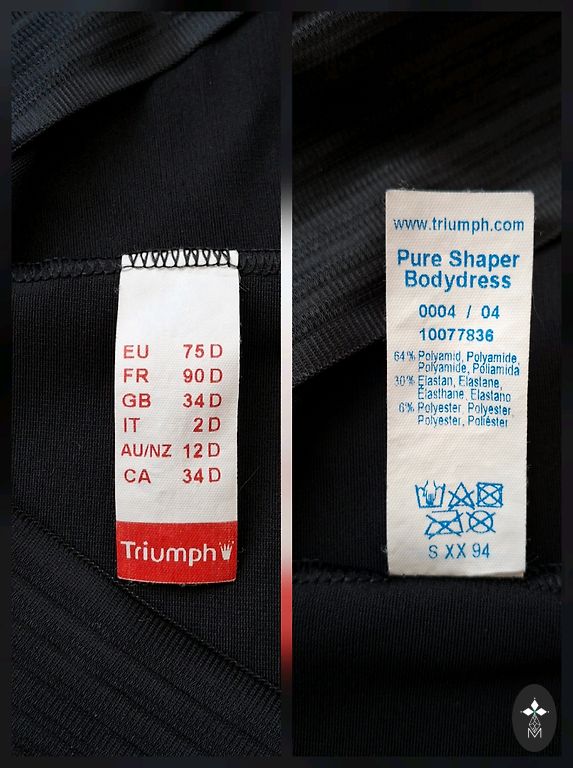 EU 75 D
FR 90 D
GB 34 D
IT 2 D
AU/NZ 12 D
CA 34 D
Triumph
www.triumph.com
Pure Shaper
Bodydress
0004 / 04
10077836
64% Polyamid, Polyamide,
Polyamide, Poliamida
30% Elastan, Elastane,
Elasthane, Elastano
6% Polyester, Polyester,
Polyester, Poliéster
S XX 94
M